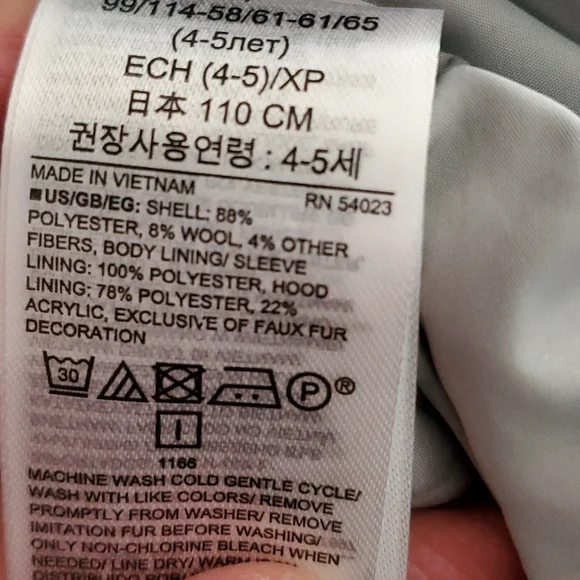 99/114-58/61-61/65
(4-5лет)
ECH (4-5)/XP
日本 110 CM
권장사용연령 : 4-5세
MADE IN VIETNAM RN 54023
US/GB/EG: SHELL: 88%
POLYESTER, 8% WOOL, 4% OTHER
FIBERS, BODY LINING/ SLEEVE
LINING: 100% POLYESTER, HOOD
LINING: 78% POLYESTER, 22%
ACRYLIC, EXCLUSIVE OF FAUX FUR
DECORATION
30 P ®
I
1166
MACHINE WASH COLD GENTLE CYCLE/
WASH WITH LIKE COLORS/ REMOVE
PROMPTLY FROM WASHER/ REMOVE
IMITATION FUR BEFORE WASHING/
ONLY NON-CHLORINE BLEACH WHEN
NEEDED/ LINE DRY/ WARM
DISTRIBUIDO POR